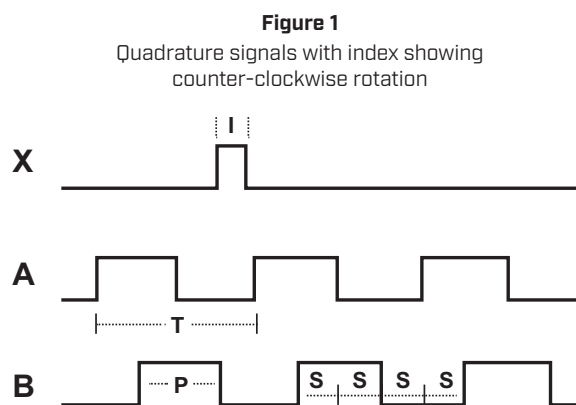 Figure 1
Quadrature signals with index showing
counter-clockwise rotation
I
X
A
T
B
P
S S S S